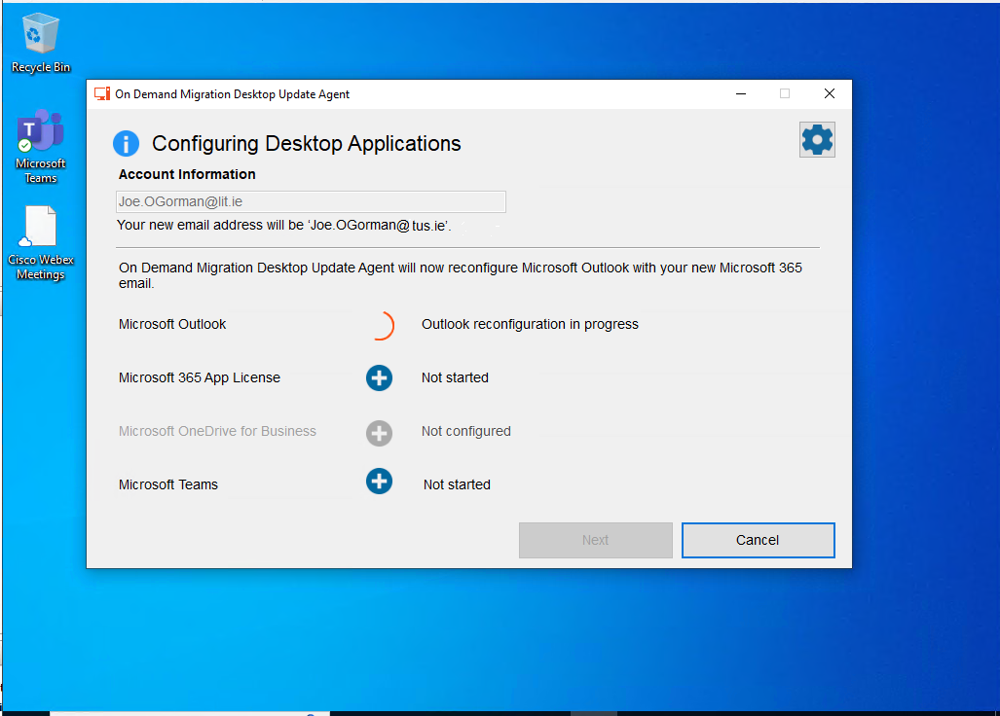 Recycle Bin
Microsoft
Teams
Cisco Webex
Meetings
On Demand Migration Desktop Update Agent
Configuring Desktop Applications
Account Information
Joe.OGorman@lit.ie
Your new email address will be ‘Joe.OGorman@tus.ie’.
On Demand Migration Desktop Update Agent will now reconfigure Microsoft Outlook with your new Microsoft 365
email.
Microsoft Outlook Outlook reconfiguration in progress
Microsoft 365 App License Not started
Microsoft OneDrive for Business Not configured
Microsoft Teams Not started
Next Cancel